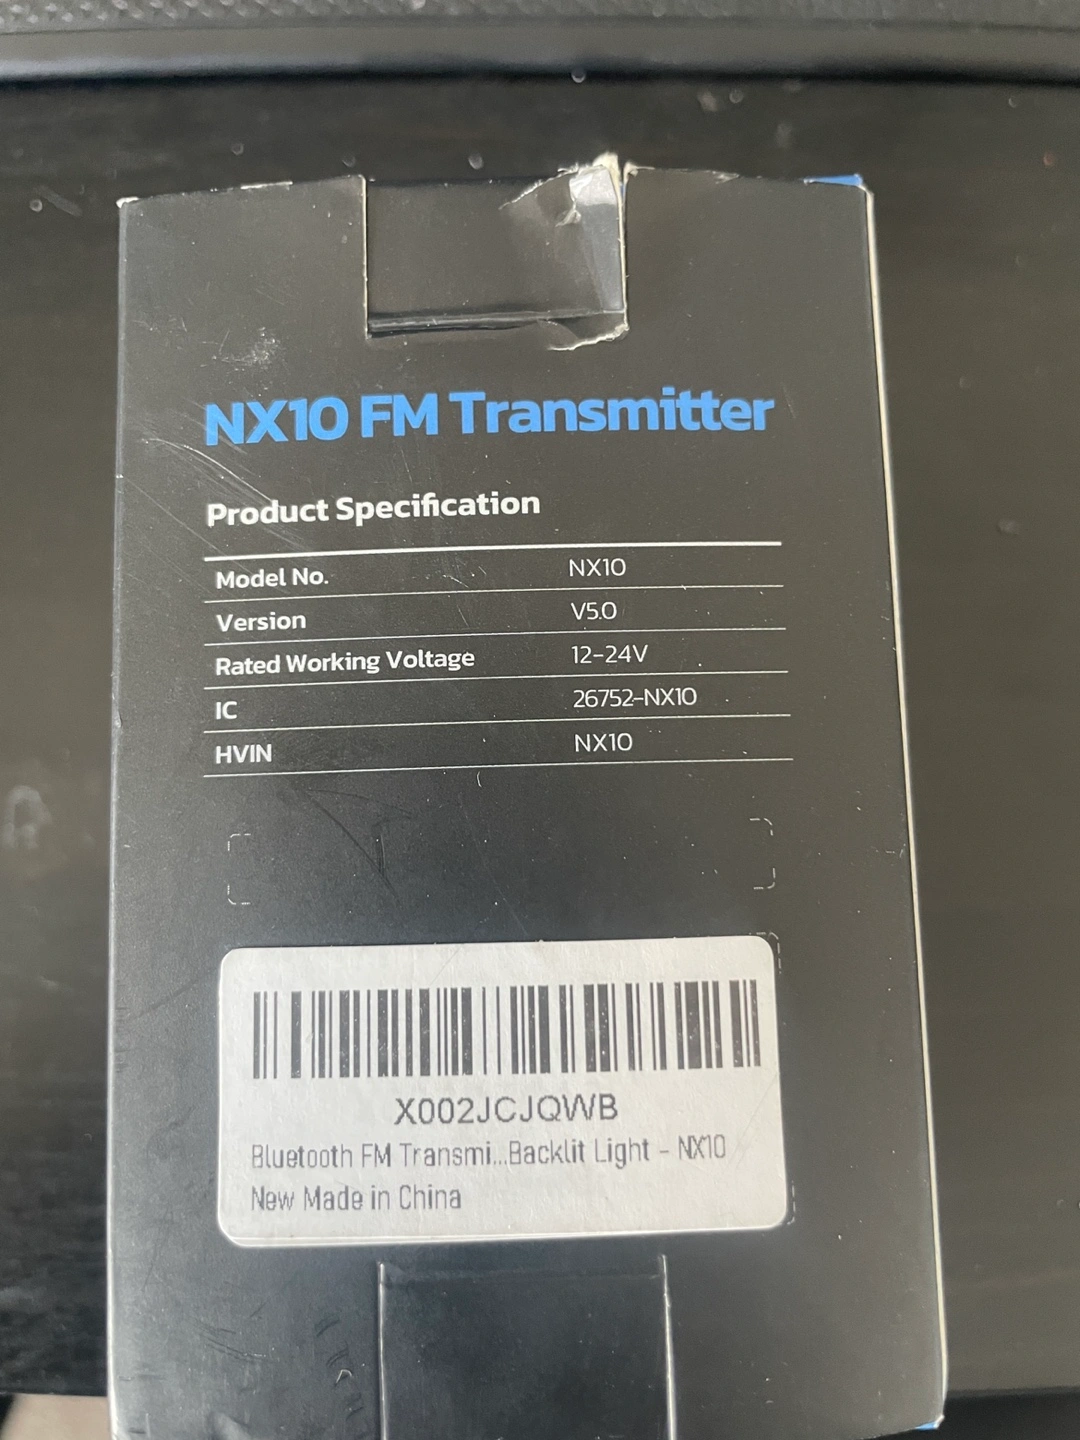 NX10 FM Transmitter
Product Specification
Model No. NX10
Version V5.0
Rated Working Voltage 12-24V
IC 26752-NX10
HVIN NX10
X002JCJQWB
Bluetooth FM Transmi...Backlit Light - NX10
New Made in China